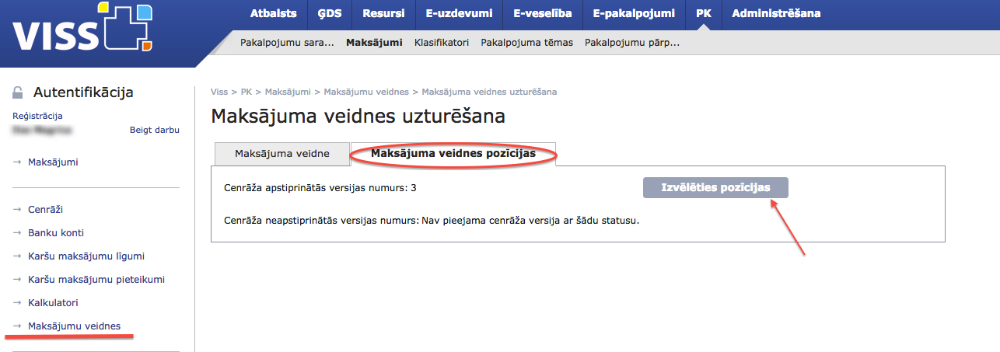 VISS
Atbalsts ĢDS Resursi E-uzdevumi E-veselība E-pakalpojumi PK Administrēšana
Pakalpojumu sara... Maksājumi Klasifikatori Pakalpojuma tēmas Pakalpojumu pārp...
Autentifikācija
Reģistrācija
Beigt darbu
→ Maksājumi
→ Cenrāži
→ Banku konti
→ Karšu maksājumu līgumi
→ Karšu maksājumu pieteikumi
→ Kalkulatori
→ Maksājumu veidnes
Viss > PK > Maksājumi > Maksājumu veidnes > Maksājuma veidnes uzturēšana
Maksājuma veidnes uzturēšana
Maksājuma veidne Maksājuma veidnes pozīcijas
Cenrāža apstiprinātās versijas numurs: 3 Izvēlēties pozīcijas
Cenrāža neapstiprinātās versijas numurs: Nav pieejama cenrāža versija ar šādu statusu.